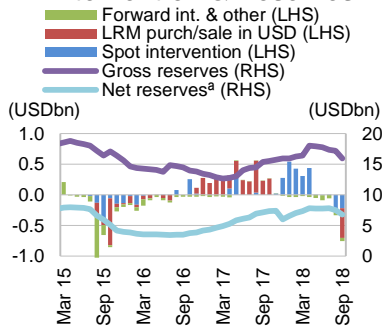 Forward int. & other (LHS)
LRM purch/sale in USD (LHS)
Spot intervention (LHS)
Gross reserves (RHS)
Net reservesᵃ (RHS)
(USDbn) (USDbn)
1.0 20
0.5 15
0.0 10
-0.5 5
-1.0 0
Mar 15
Sep 15
Mar 16
Sep 16
Mar 17
Sep 17
Mar 18
Sep 18